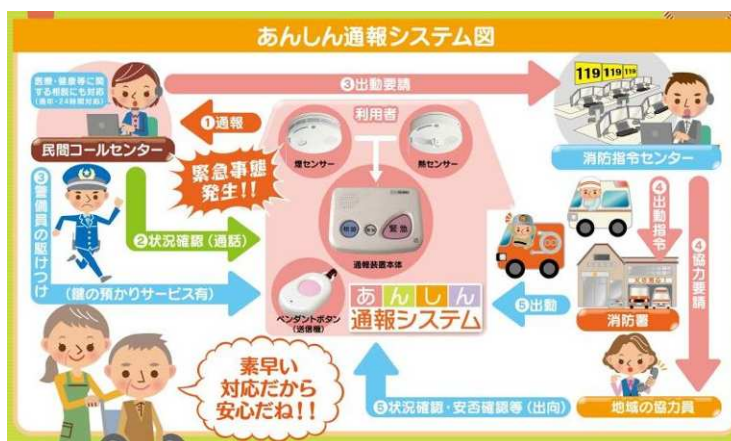 あんしん通報システム図
医療・健康等に関
する相談にも対応
民間コールセンター
③出動要請
119 119 119
消防指令センター
①通報
利用者
煙センサー
熱センサー
緊急事態
発生!!
③警備員の駆けつけ
②状況確認(通話)
相談
緊急
通報装置本体
④出動指令
④協力要請
(鍵の預かりサービス有)
ペンダントボタン
(送信機)
あんしん
通報システム
⑤出動
消防署
素早い
対応だから
安心だね!!
⑤状況確認・安否確認等(出向)
地域の協力員